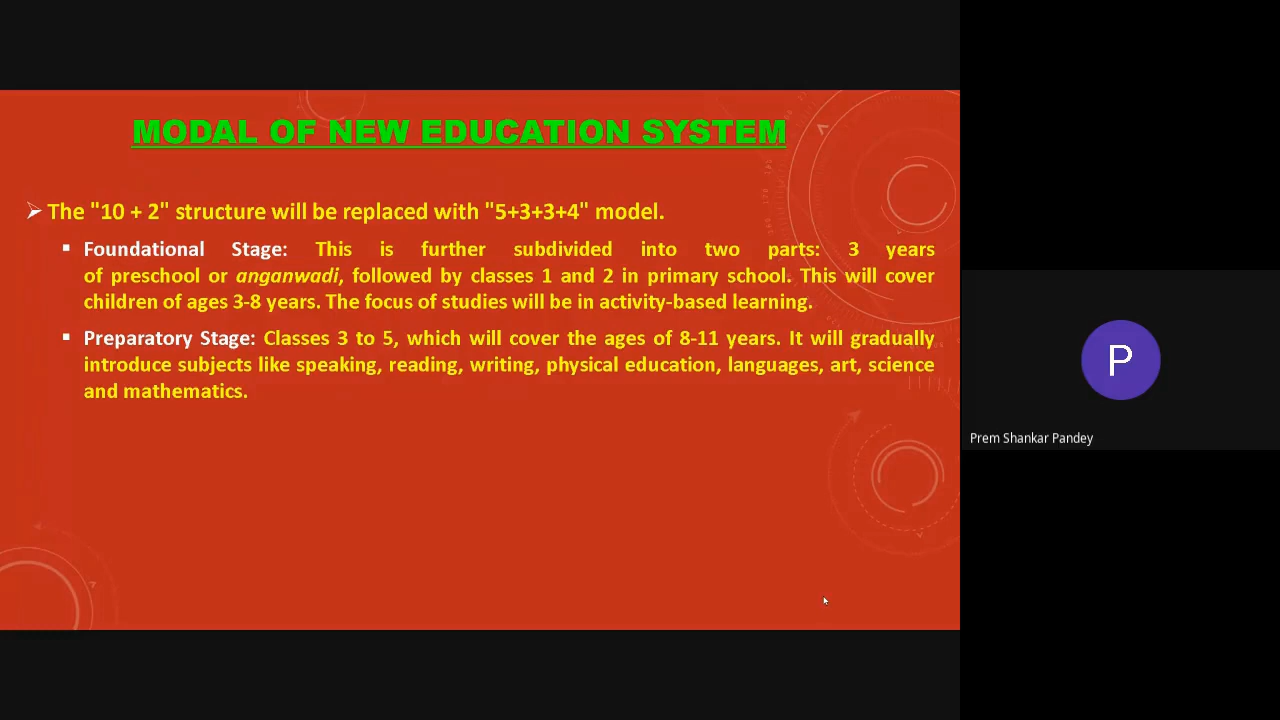 MODAL OF NEW EDUCATION SYSTEM
The "10 + 2" structure will be replaced with "5+3+3+4" model.
Foundational Stage: This is further subdivided into two parts: 3 years
of preschool or anganwadi, followed by classes 1 and 2 in primary school. This will cover
children of ages 3-8 years. The focus of studies will be in activity-based learning.
Preparatory Stage: Classes 3 to 5, which will cover the ages of 8-11 years. It will gradually
introduce subjects like speaking, reading, writing, physical education, languages, art, science
and mathematics.
P
Prem Shankar Pandey